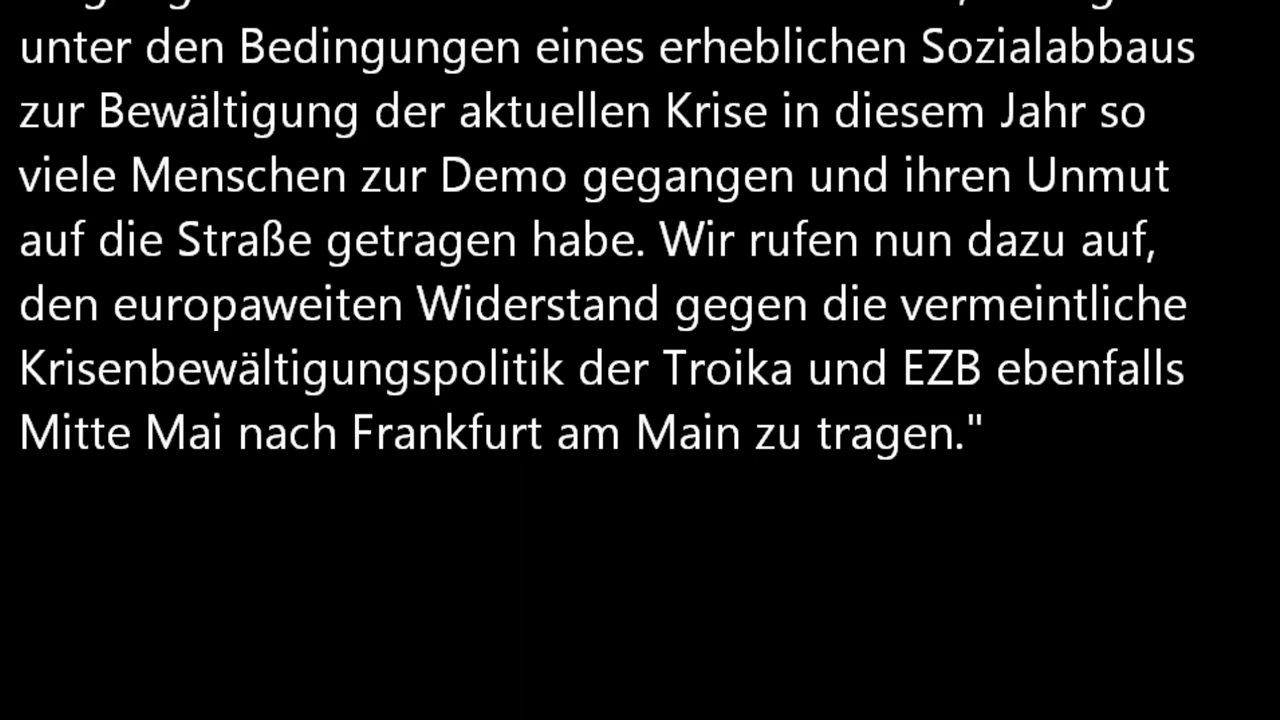 unter den Bedingungen eines erheblichen Sozialabbaus
zur Bewältigung der aktuellen Krise in diesem Jahr so
viele Menschen zur Demo gegangen und ihren Unmut
auf die Straße getragen habe. Wir rufen nun dazu auf,
den europaweiten Widerstand gegen die vermeintliche
Krisenbewältigungspolitik der Troika und EZB ebenfalls
Mitte Mai nach Frankfurt am Main zu tragen."